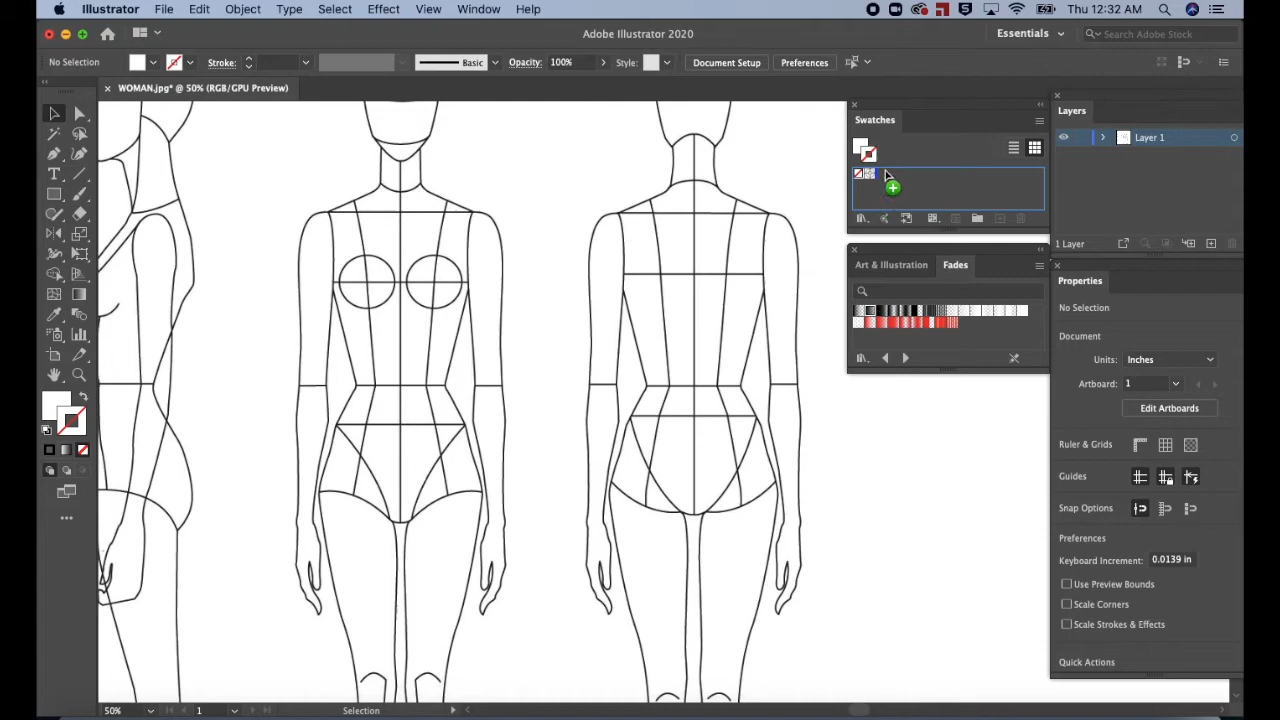 Illustrator File Edit Object Type Select Effect View Window Help
Thu 12:32 AM
Adobe Illustrator 2020
Essentials
Search Adobe Stock
No Selection
Stroke:
Basic
Opacity: 100%
Style:
Document Setup
Preferences
× WOMAN.jpg* @ 50% (RGB/GPU Preview)
Swatches
Layers
Layer 1
1 Layer
Art & Illustration Fades
Properties
No Selection
Document
Units: Inches
Artboard: 1
Edit Artboards
Ruler & Grids
Guides
Snap Options
Preferences
Keyboard Increment: 0.0139 in
Use Preview Bounds
Scale Corners
Scale Strokes & Effects
Quick Actions
50% 1 Selection